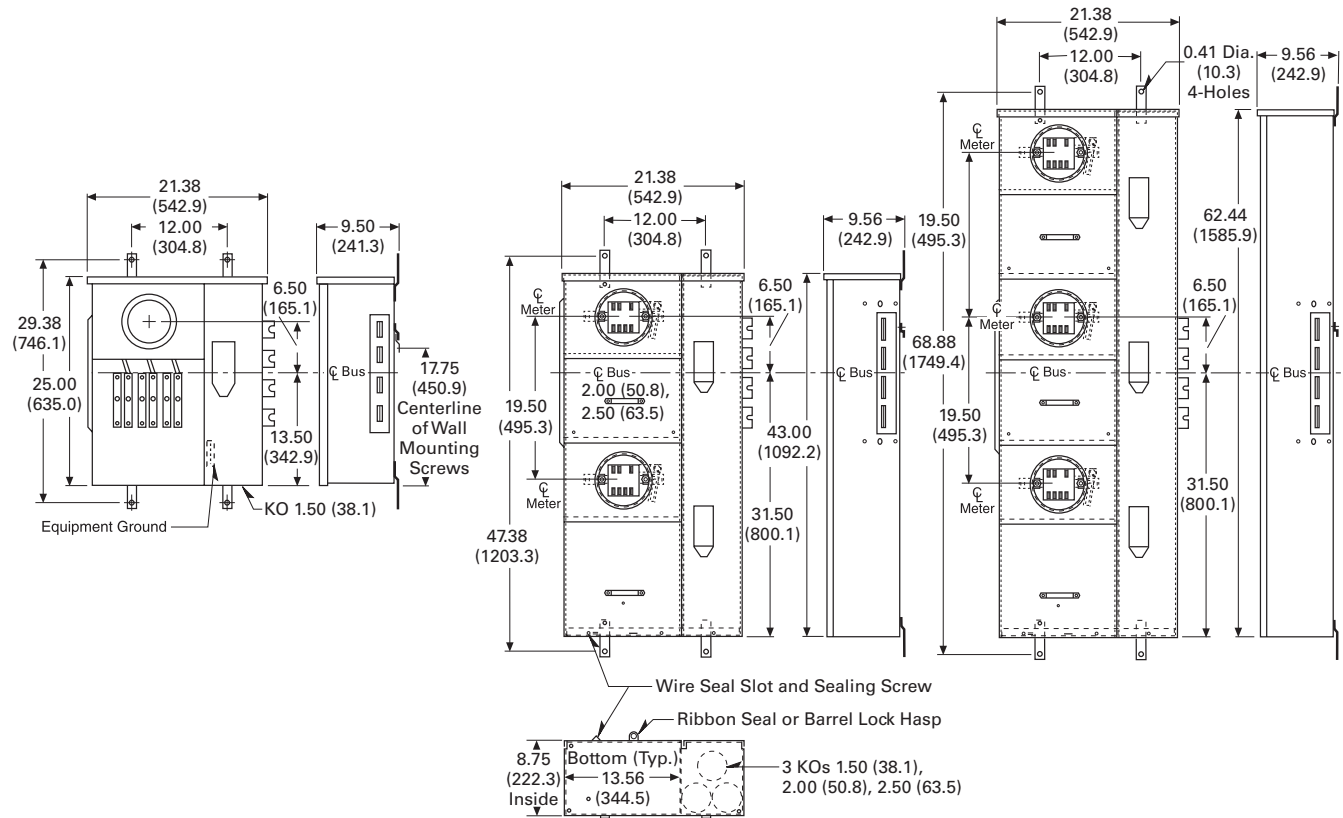 21.38
(542.9)
12.00
(304.8)
9.50
(241.3)
29.38
(746.1)
25.00
(635.0)
6.50
(165.1)
℄ Bus
13.50
(342.9)
17.75
(450.9)
Centerline
of Wall
Mounting
Screws
KO 1.50 (38.1)
Equipment Ground
21.38
(542.9)
12.00
(304.8)
9.56
(242.9)
℄
Meter
6.50
(165.1)
℄ Bus
2.00 (50.8),
2.50 (63.5)
19.50
(495.3)
43.00
(1092.2)
℄
Meter
31.50
(800.1)
47.38
(1203.3)
℄ Bus
21.38
(542.9)
12.00
(304.8)
0.41 Dia.
(10.3)
4-Holes
9.56
(242.9)
℄
Meter
19.50
(495.3)
62.44
(1585.9)
6.50
(165.1)
℄
Meter
68.88
(1749.4)
℄ Bus
19.50
(495.3)
℄
Meter
31.50
(800.1)
℄ Bus
Wire Seal Slot and Sealing Screw
Ribbon Seal or Barrel Lock Hasp
8.75
(222.3)
Inside
Bottom (Typ.)
13.56
(344.5)
3 KOs 1.50 (38.1),
2.00 (50.8), 2.50 (63.5)